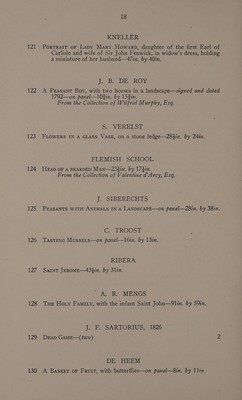 18
KNELLER
121 Portrait of Lady Mary Howard, daughter of the first Earl of
Carlisle and wife of Sir John Fenwick, in widow's dress, holding
a miniature of her husband—47in. by 40in.
J. B. DE ROY
122 A Peasant Boy, with two horses in a landscape—signed and dated
1792—on panel—10½in. by 15½in.
From the Collection of Wilfrid Murphy, Esq.
S. VERELST
123 Flowers in a glass Vase, on a stone ledge—28½in. by 24in.
FLEMISH SCHOOL
124 Head of a bearded Man—23½in. by 17½in.
From the Collection of Valentine d'Arcy, Esq.
J. SIBERECHTS
125 Peasants with Animals in a Landscape—on panel—28in. by 38in.
C. TROOST
126 Tasting Mussels—on panel—16in. by 13in.
RIBERA
127 Saint Jerome—43½in. by 31in.
A. R. MENGS
128 The Holy Family, with the infant Saint John—91in. by 59in.
J. F. SARTORIUS, 1826
129 Dead Game—(two) 2
DE HEEM
130 A Basket of Fruit, with butterflies—on panel—8in. by 11in.